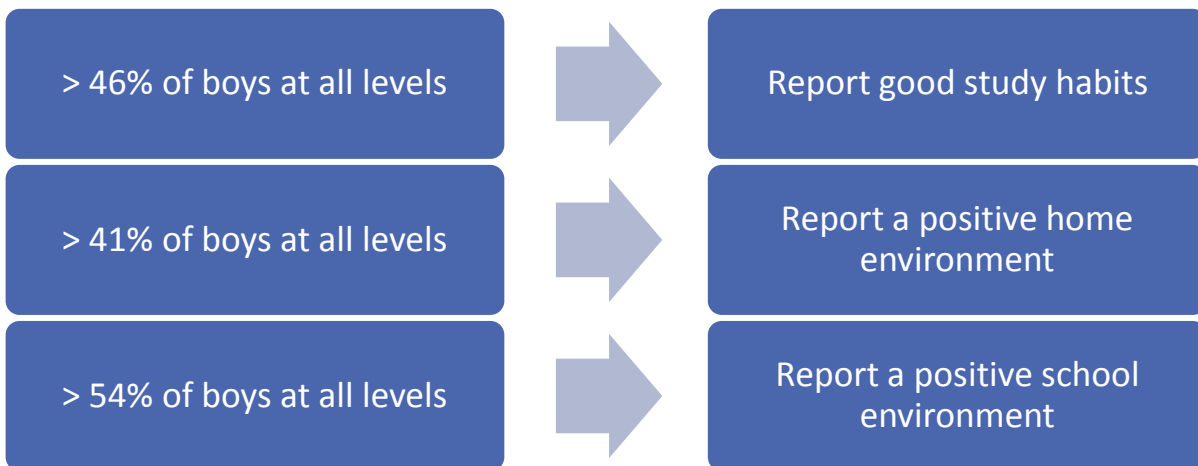 > 46% of boys at all levels
Report good study habits
> 41% of boys at all levels
Report a positive home
environment
> 54% of boys at all levels
Report a positive school
environment